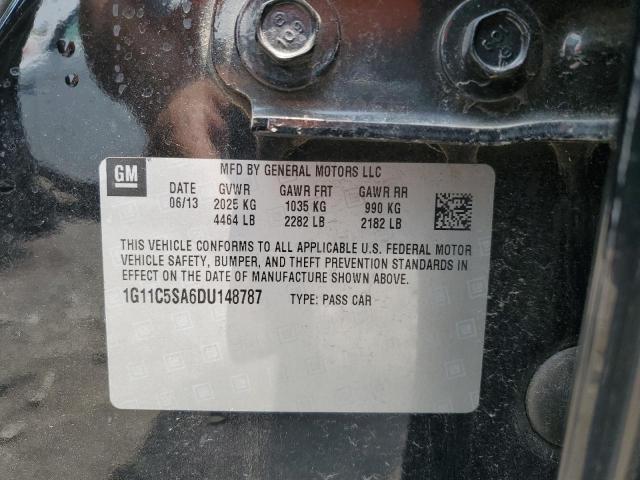 GM
MFD BY GENERAL MOTORS LLC
DATE GVWR GAWR FRT GAWR RR
06/13 2025 KG 1035 KG 990 KG
4464 LB 2282 LB 2182 LB
THIS VEHICLE CONFORMS TO ALL APPLICABLE U.S. FEDERAL MOTOR
VEHICLE SAFETY, BUMPER, AND THEFT PREVENTION STANDARDS IN
EFFECT ON THE DATE OF MANUFACTURE SHOWN ABOVE.
1G11C5SA6DU148787 TYPE: PASS CAR